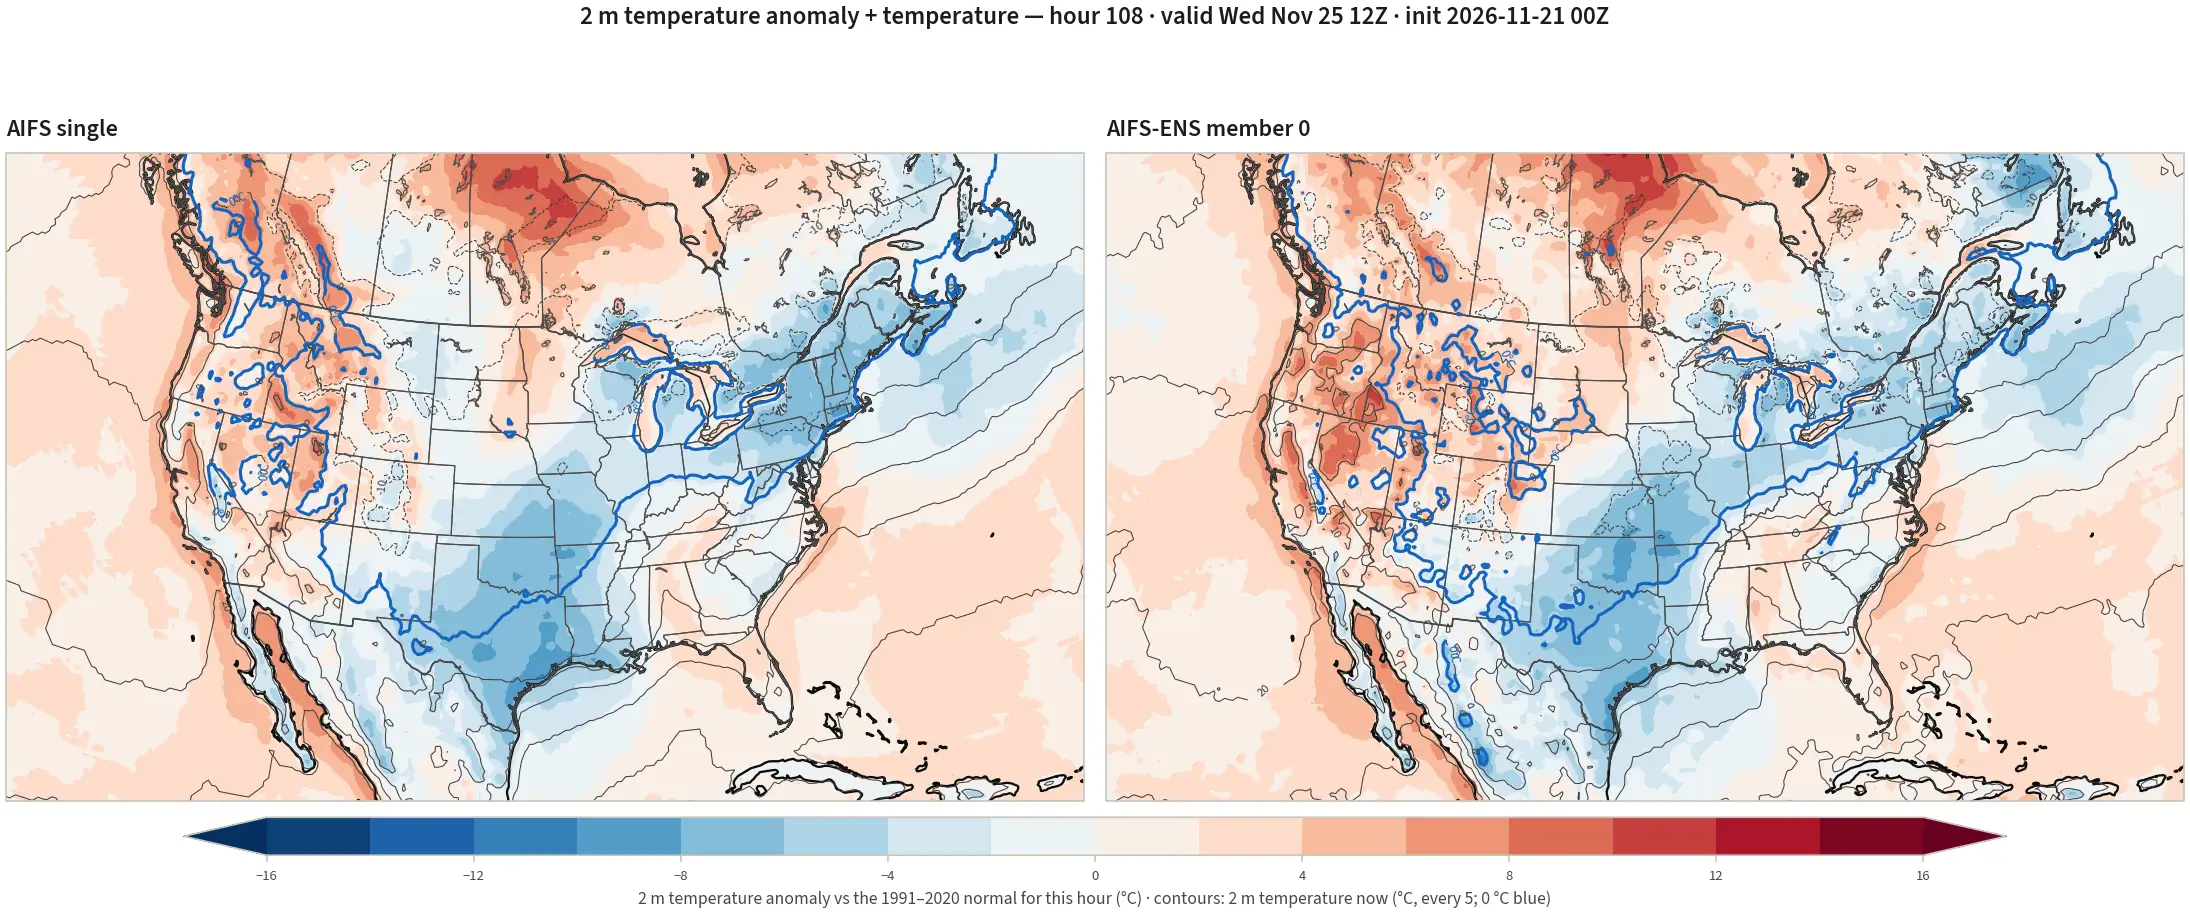 2 m temperature anomaly + temperature — hour 108 · valid Wed Nov 25 12Z · init 2026-11-21 00Z
AIFS single
AIFS-ENS member 0
20
−16 −12 −8 −4 0 4 8 12 16
2 m temperature anomaly vs the 1991–2020 normal for this hour (°C) · contours: 2 m temperature now (°C, every 5; 0 °C blue)